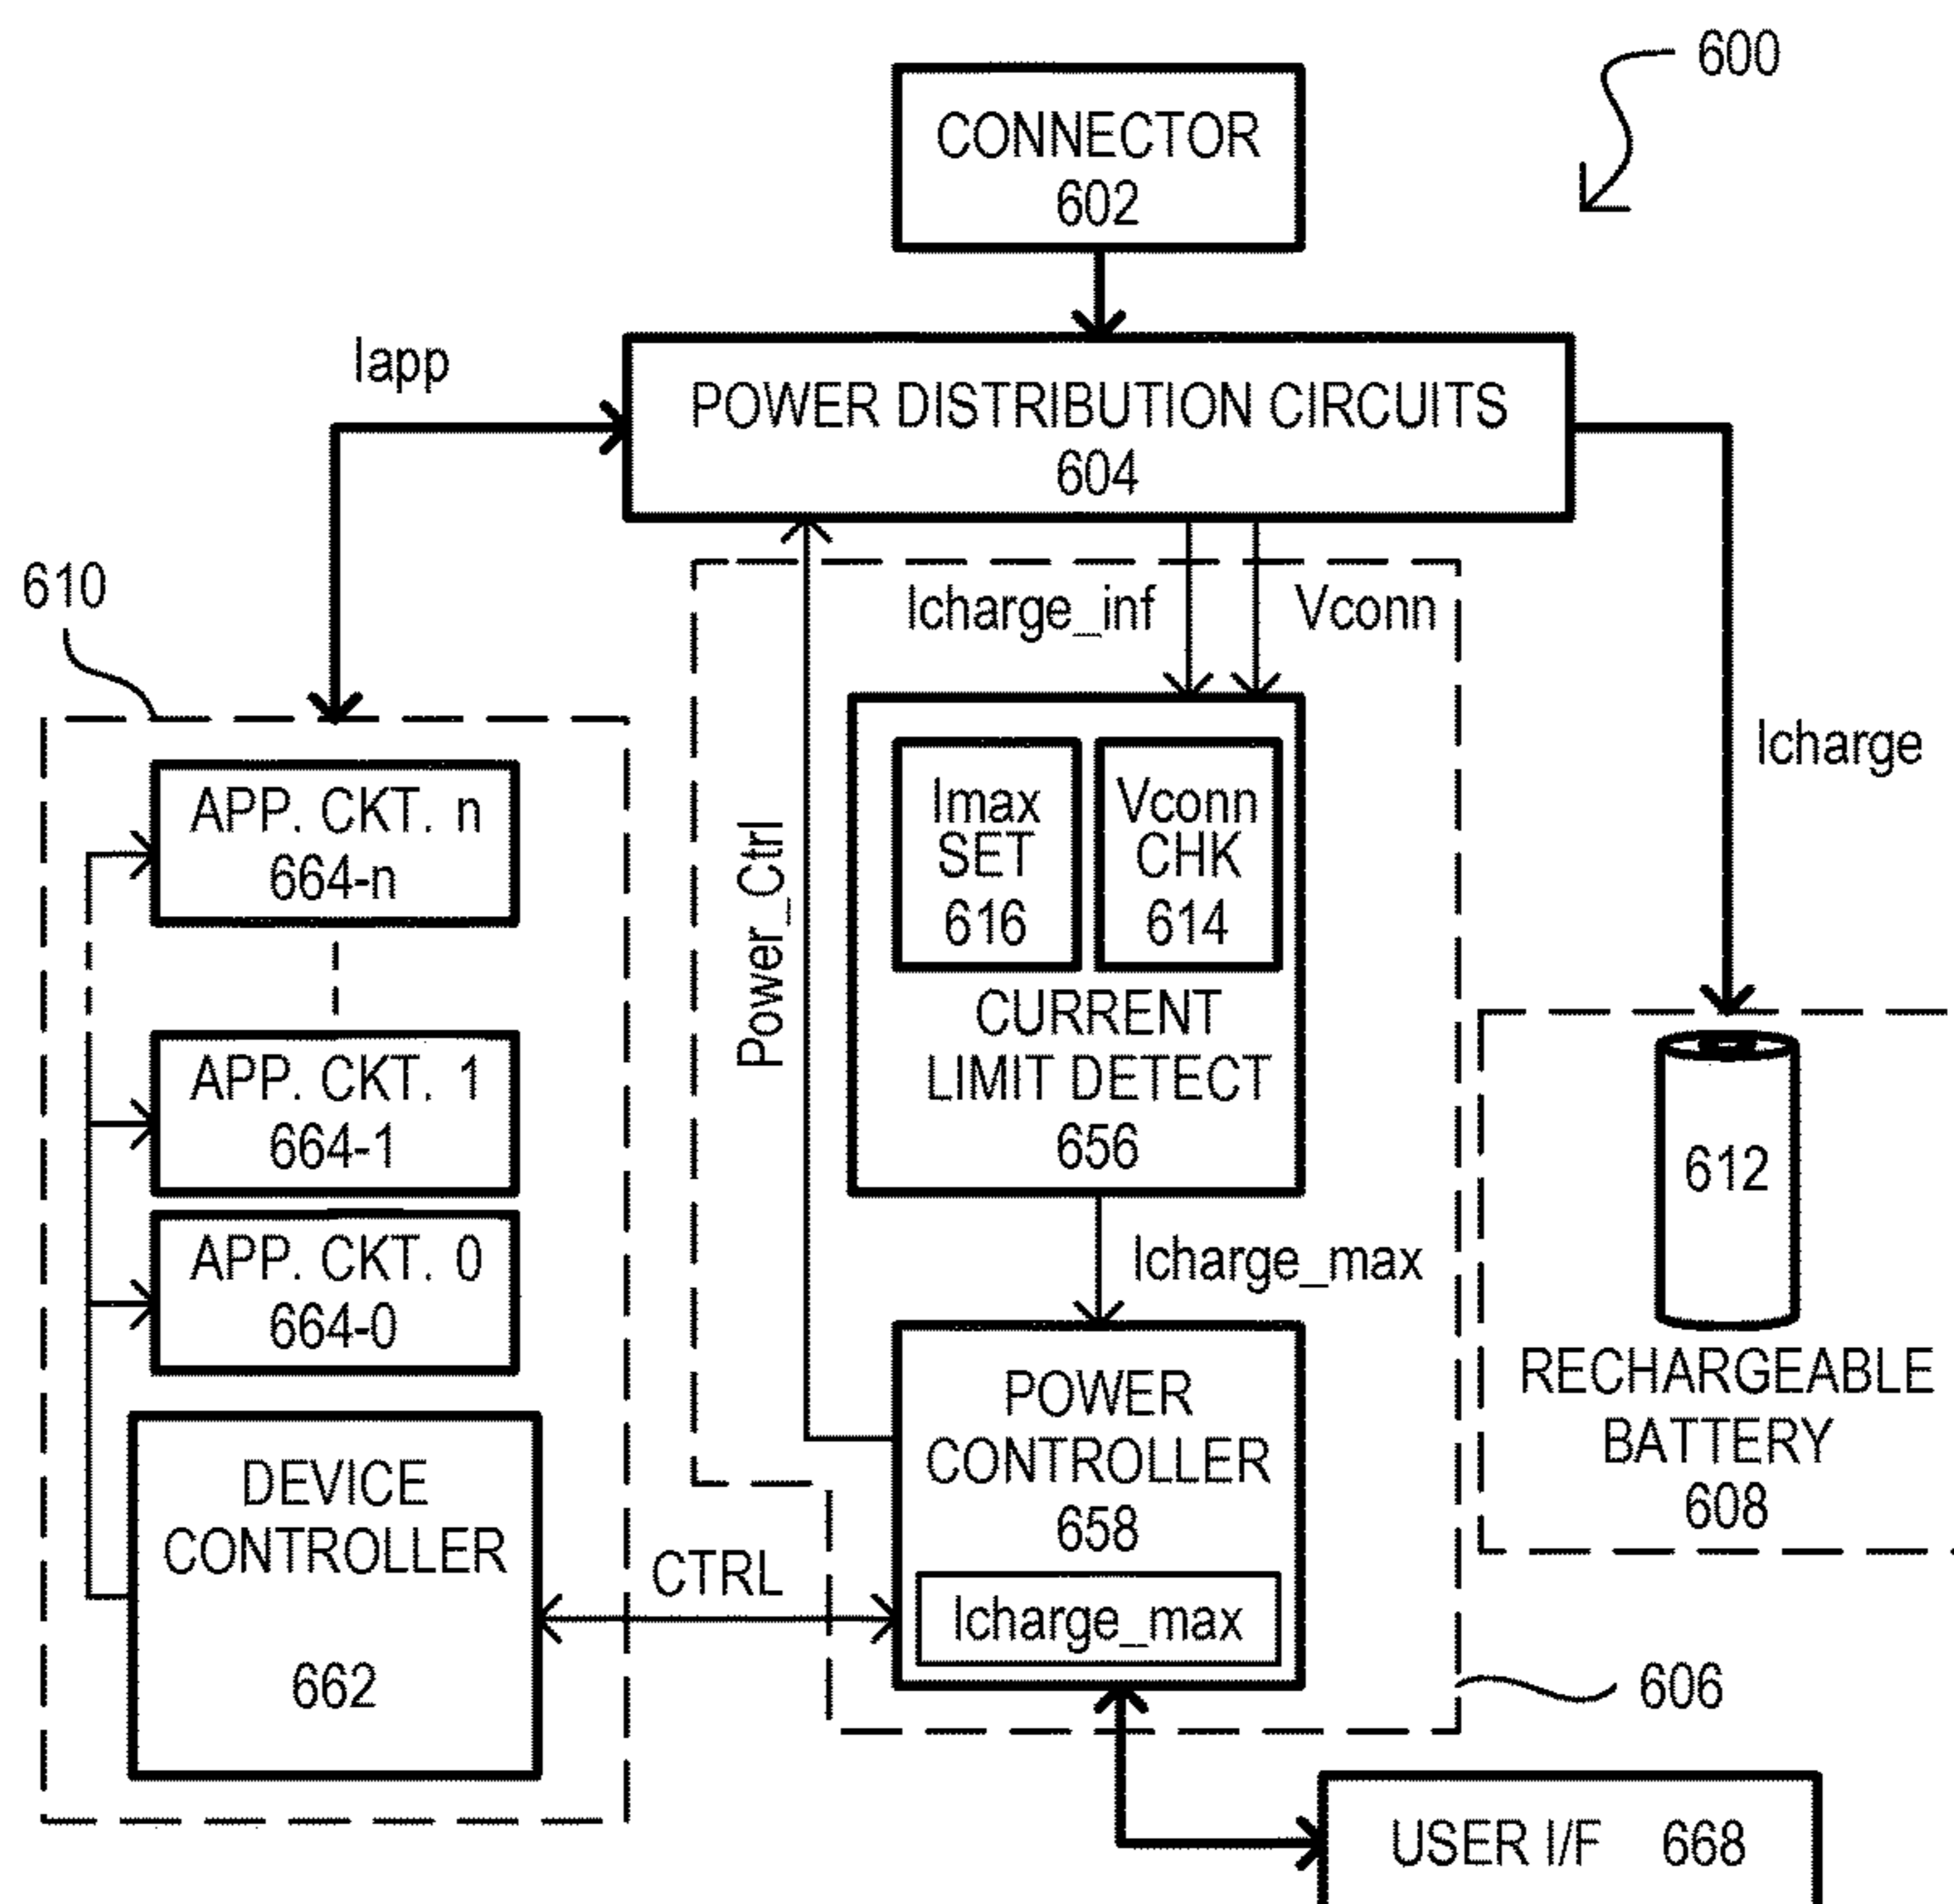 600
CONNECTOR
602
Iapp
POWER DISTRIBUTION CIRCUITS
604
610
Icharge_inf
Vconn
Icharge
APP. CKT. n
664-n
Power_Ctrl
Imax
SET
616
Vconn
CHK
614
CURRENT
LIMIT DETECT
656
APP. CKT. 1
664-1
612
APP. CKT. 0
664-0
Icharge_max
RECHARGEABLE
BATTERY
608
POWER
CONTROLLER
658
Icharge_max
DEVICE
CONTROLLER
662
CTRL
606
USER I/F 668